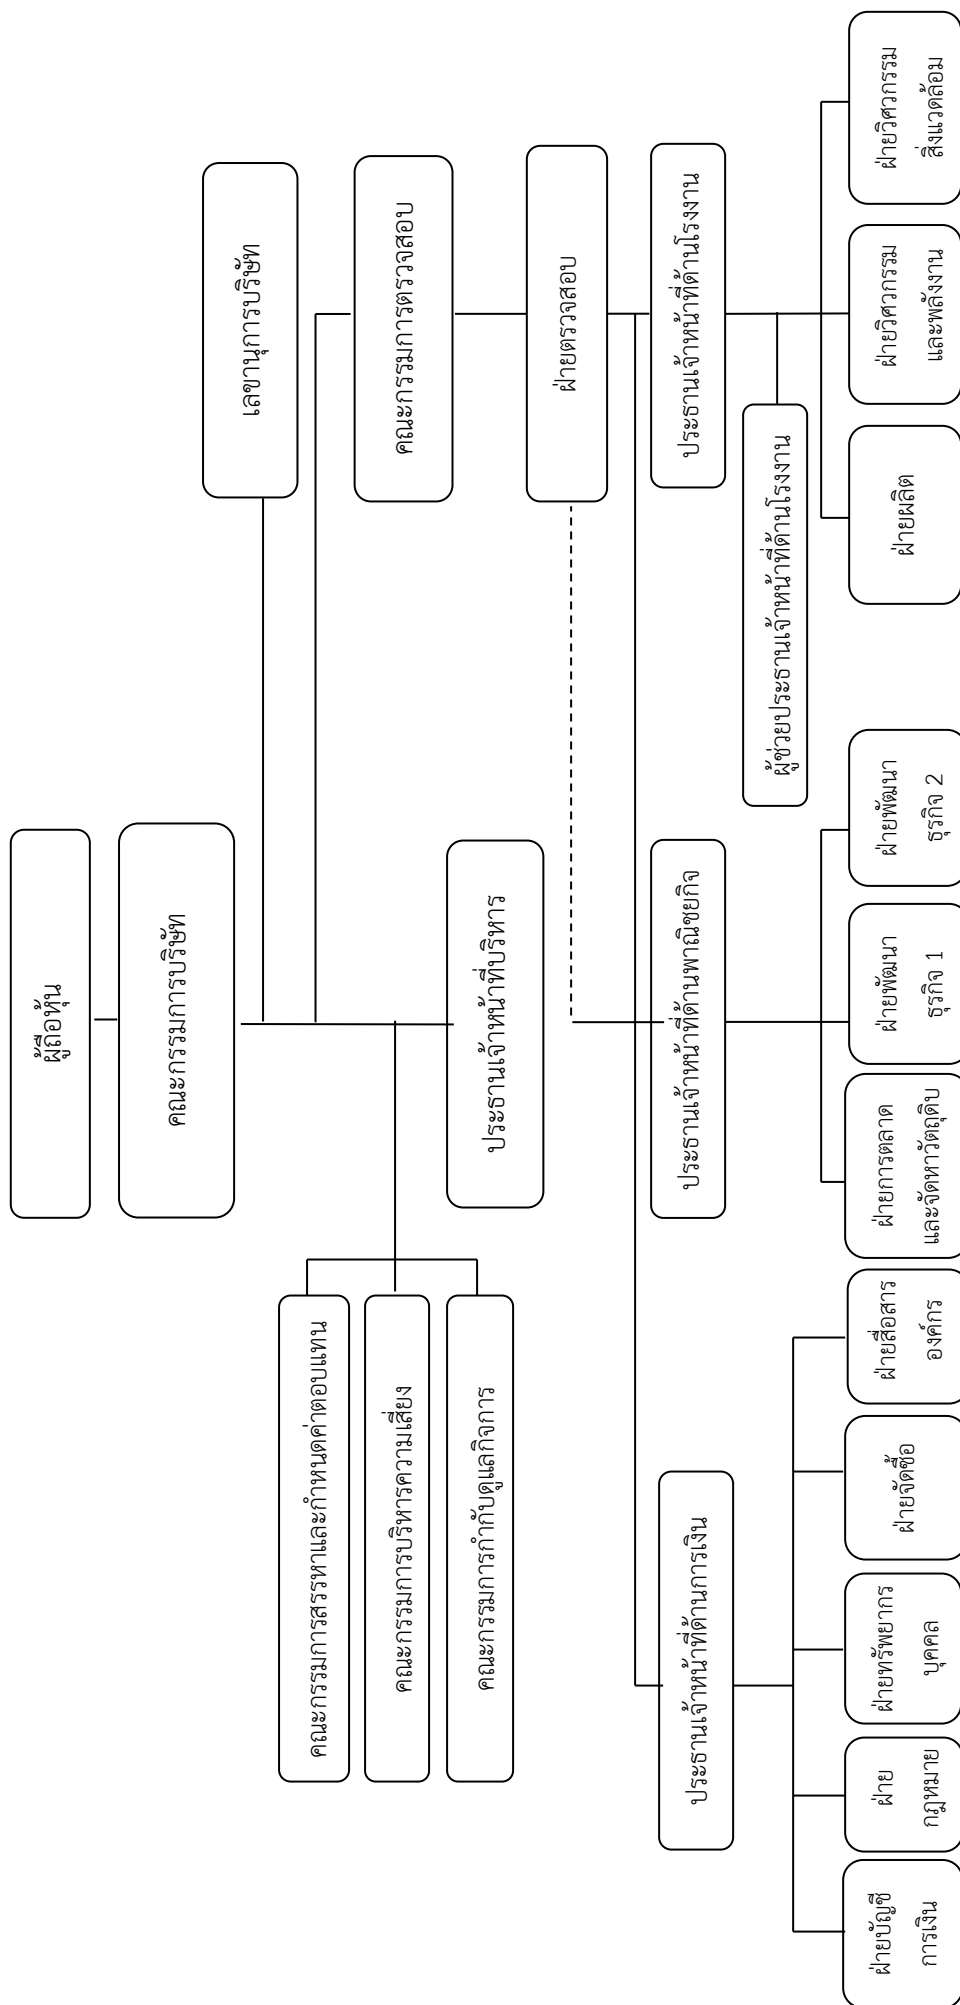 ผู้ถือหุ้น
คณะกรรมการบริษัท
เลขานุการบริษัท
คณะกรรมการสรรหาและกำหนดค่าตอบแทน
คณะกรรมการตรวจสอบ
คณะกรรมการบริหารความเสี่ยง
คณะกรรมการกำกับดูแลกิจการ
ประธานเจ้าหน้าที่บริหาร
ฝ่ายตรวจสอบ
ประธานเจ้าหน้าที่ด้านการเงิน
ประธานเจ้าหน้าที่ด้านพาณิชยกิจ
ประธานเจ้าหน้าที่ด้านโรงงาน
ผู้ช่วยประธานเจ้าหน้าที่ด้านโรงงาน
ฝ่ายบัญชี
การเงิน
ฝ่าย
กฎหมาย
ฝ่ายทรัพยากร
บุคคล
ฝ่ายจัดซื้อ
ฝ่ายสื่อสาร
องค์กร
ฝ่ายการตลาด
และจัดหาวัตถุดิบ
ฝ่ายพัฒนา
ธุรกิจ 1
ฝ่ายพัฒนา
ธุรกิจ 2
ฝ่ายผลิต
ฝ่ายวิศวกรรม
และพลังงาน
ฝ่ายวิศวกรรม
สิ่งแวดล้อม